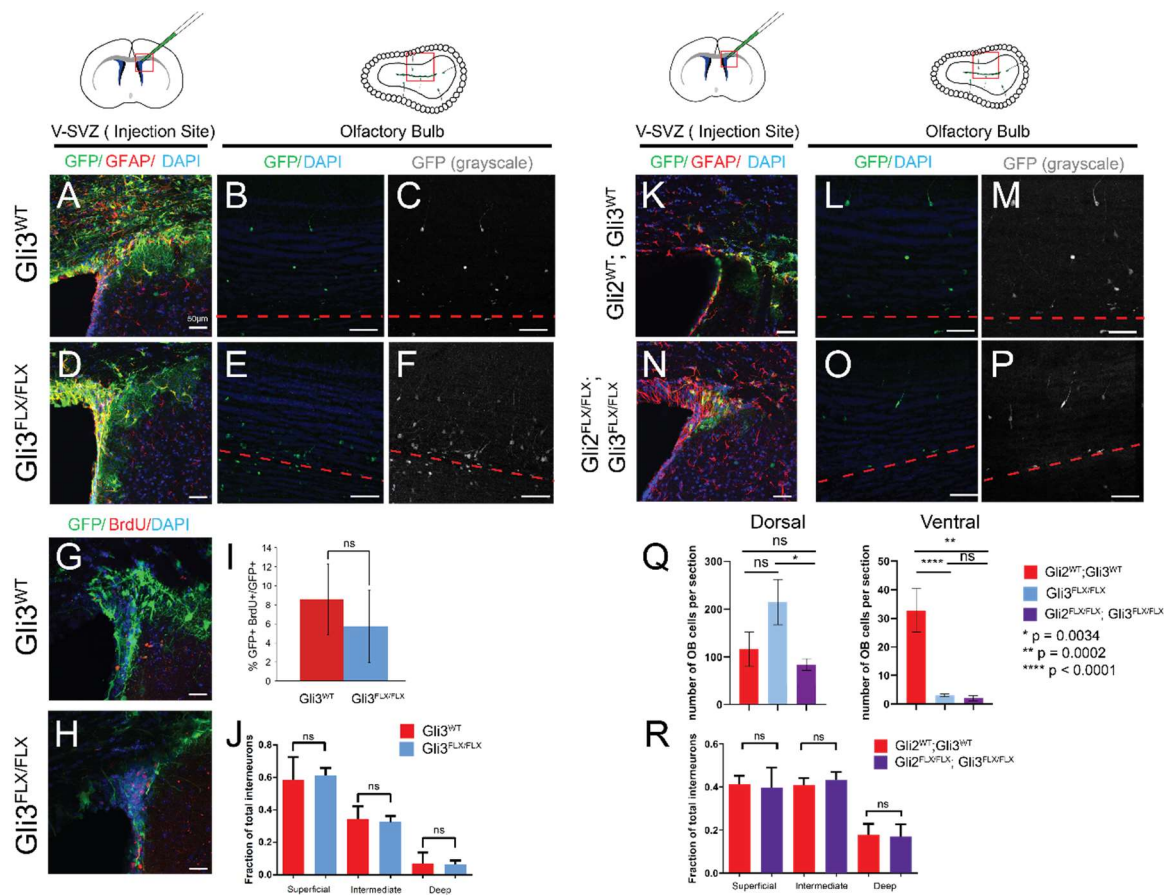 V-SVZ ( Injection Site)
Olfactory Bulb
GFP/ GFAP/ DAPI
GFP/DAPI
GFP (grayscale)
Gli3WT
A
50µm
B
C
Gli3FLX/FLX
D
E
F
GFP/ BrdU/DAPI
Gli3WT
G
Gli3FLX/FLX
H
I
ns
% GFP+ BrdU+/GFP+
14
12
10
8
6
4
2
0
Gli3WT
Gli3FLX/FLX
J
Gli3WT
Gli3FLX/FLX
Fraction of total interneurons
0.8
0.6
0.4
0.2
0.0
ns
ns
ns
Superficial
Intermediate
Deep
V-SVZ ( Injection Site)
Olfactory Bulb
GFP/ GFAP/ DAPI
GFP/DAPI
GFP (grayscale)
Gli2WT; Gli3WT
K
L
M
Gli2FLX/FLX;
Gli3FLX/FLX
N
O
P
Q
Dorsal
number of OB cells per section
300
200
100
0
ns
ns
*
Ventral
number of OB cells per section
50
40
30
20
10
0
**
****
ns
Gli2WT;Gli3WT
Gli3FLX/FLX
Gli2FLX/FLX; Gli3FLX/FLX
* p = 0.0034
** p = 0.0002
**** p < 0.0001
R
Gli2WT;Gli3WT
Gli2FLX/FLX; Gli3FLX/FLX
Fraction of total interneurons
0.6
0.4
0.2
0.0
ns
ns
ns
Superficial
Intermediate
Deep